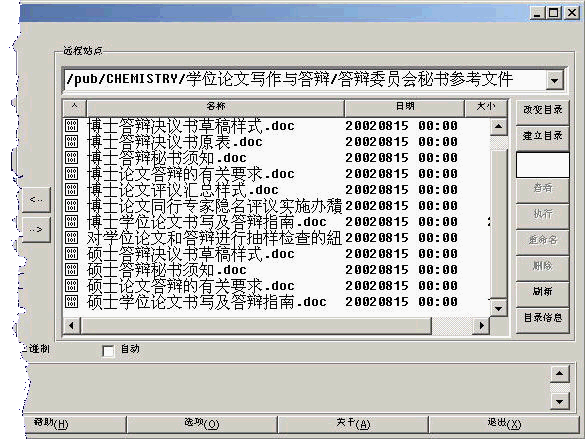 远程站点
/pub/CHEMISTRY/学位论文写作与答辩/答辩委员会秘书参考文件
^ 名称 日期 大小
改变目录
博士答辩决议书草稿样式.doc 20020815 00:00
博士答辩决议书原表.doc 20020815 00:00
建立目录
博士答辩秘书须知.doc 20020815 00:00
博士论文答辩的有关要求.doc 20020815 00:00
博士论文评议汇总样式.doc 20020815 00:00
查看
<--
博士论文同行专家隐名评议实施办 20020815 00:00
执行
博士学位论文书写及答辩指南.doc 20020815 00:00
-->
对学位论文和答辩进行抽样检查的 20020815 00:00
重命名
硕士答辩决议书草稿样式.doc 20020815 00:00
硕士答辩秘书须知.doc 20020815 00:00
删除
硕士论文答辩的有关要求.doc 20020815 00:00
刷新
硕士学位论文书写及答辩指南.doc 20020815 00:00
目录信息
自动
帮助(H) 选项(O) 关于(A) 退出(X)